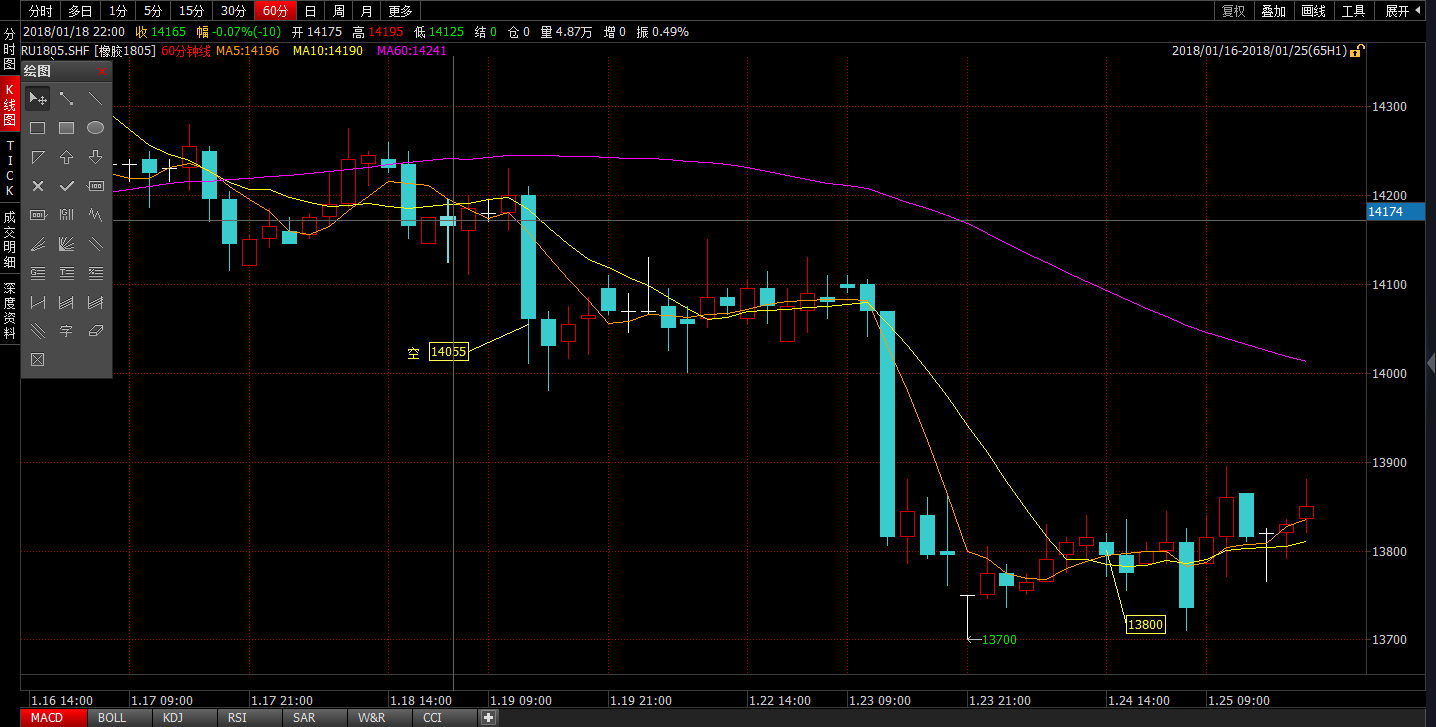 分时 多日 1分 5分 15分 30分 60分 日 周 月 更多 复权 叠加 画线 工具 展开
2018/01/18 22:00 收 14165 幅 -0.07%(-10) 开 14175 高 14195 低 14125 结 0 仓 0 量 4.87万 增 0 振 0.49%
RU1805.SHF [橡胶1805] 60分钟线 MA5:14196 MA10:14190 MA60:14241 2018/01/16-2018/01/25(65H1)
分时图
K线图
TICK
成交明细
深度资料
绘图
字
14300
14200
14174
14100
空 14055
14000
13900
13800
13800
13700
13700
1.16 14:00 1.17 09:00 1.17 21:00 1.18 14:00 1.19 09:00 1.19 21:00 1.22 14:00 1.23 09:00 1.23 21:00 1.24 14:00 1.25 09:00
MACD BOLL KDJ RSI SAR W&R CCI